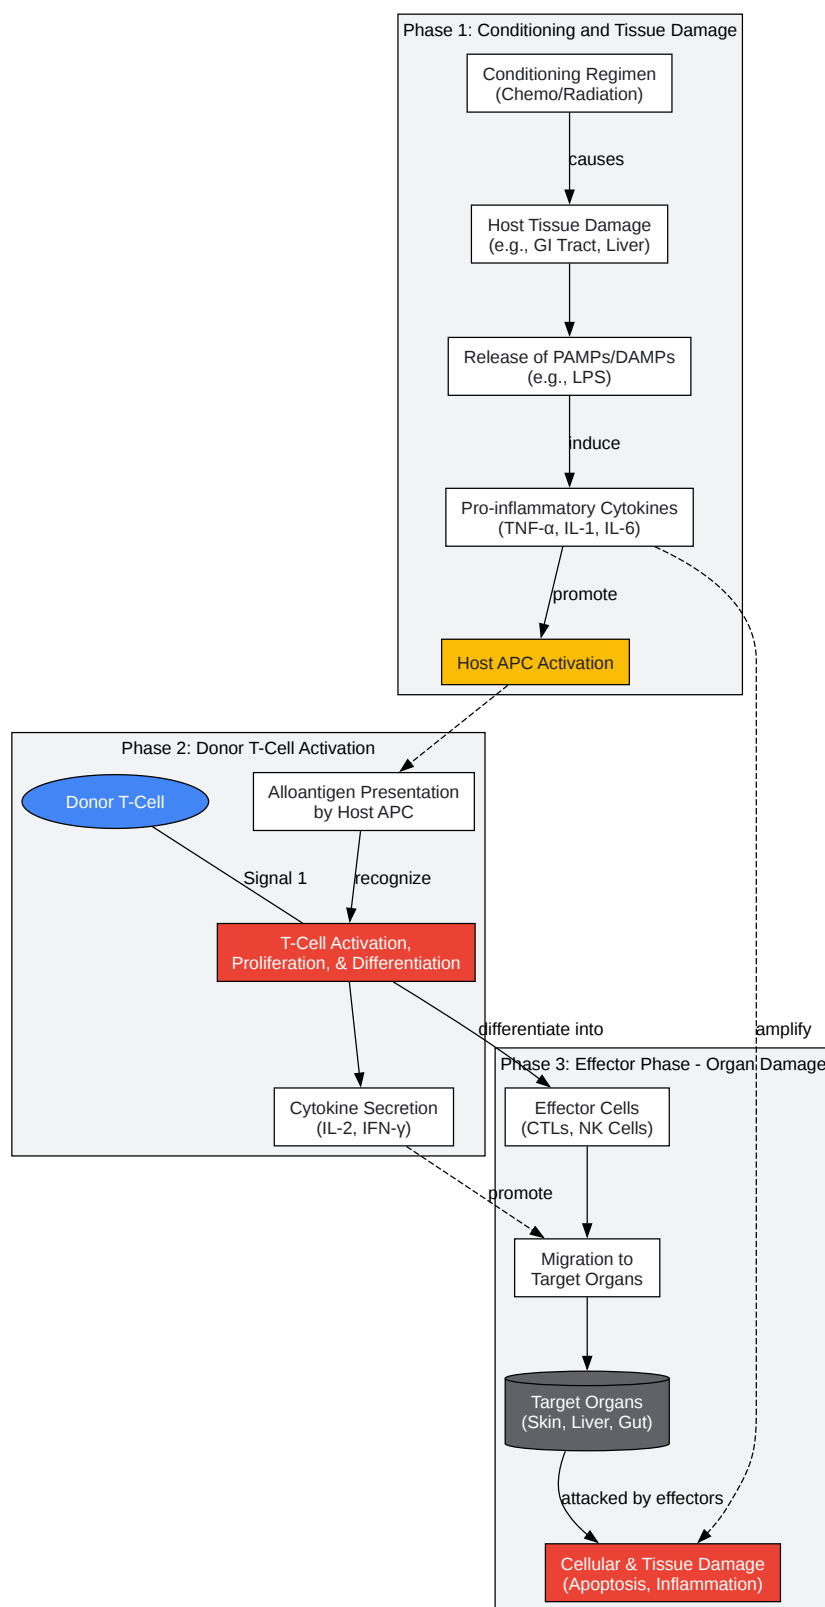 Phase 1: Conditioning and Tissue Damage
Conditioning Regimen
(Chemo/Radiation)
causes
Host Tissue Damage
(e.g., GI Tract, Liver)
Release of PAMPs/DAMPs
(e.g., LPS)
induce
Pro-inflammatory Cytokines
(TNF-α, IL-1, IL-6)
promote
Host APC Activation
Phase 2: Donor T-Cell Activation
Donor T-Cell
Alloantigen Presentation
by Host APC
Signal 1
recognize
T-Cell Activation,
Proliferation, & Differentiation
differentiate into
amplify
Phase 3: Effector Phase - Organ Damage
Cytokine Secretion
(IL-2, IFN-γ)
Effector Cells
(CTLs, NK Cells)
promote
Migration to
Target Organs
Target Organs
(Skin, Liver, Gut)
attacked by effectors
Cellular & Tissue Damage
(Apoptosis, Inflammation)